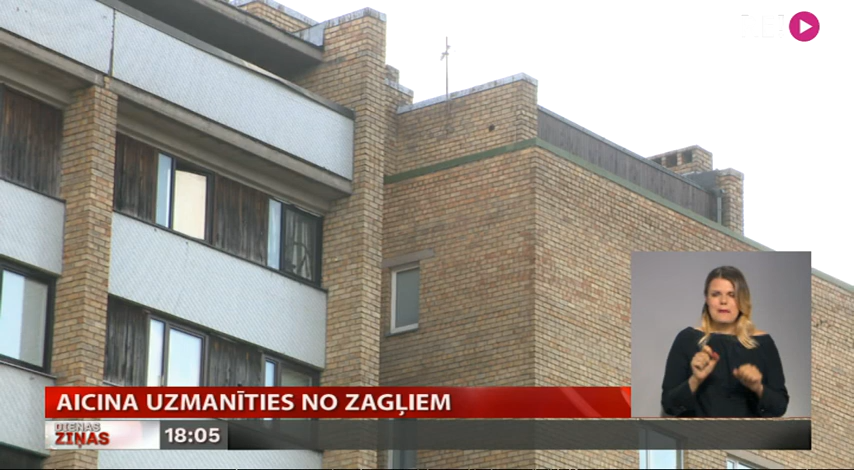 AICINA UZMANĪTIES NO ZAGĻIEM
DIENAS
ZIŅAS
18:05